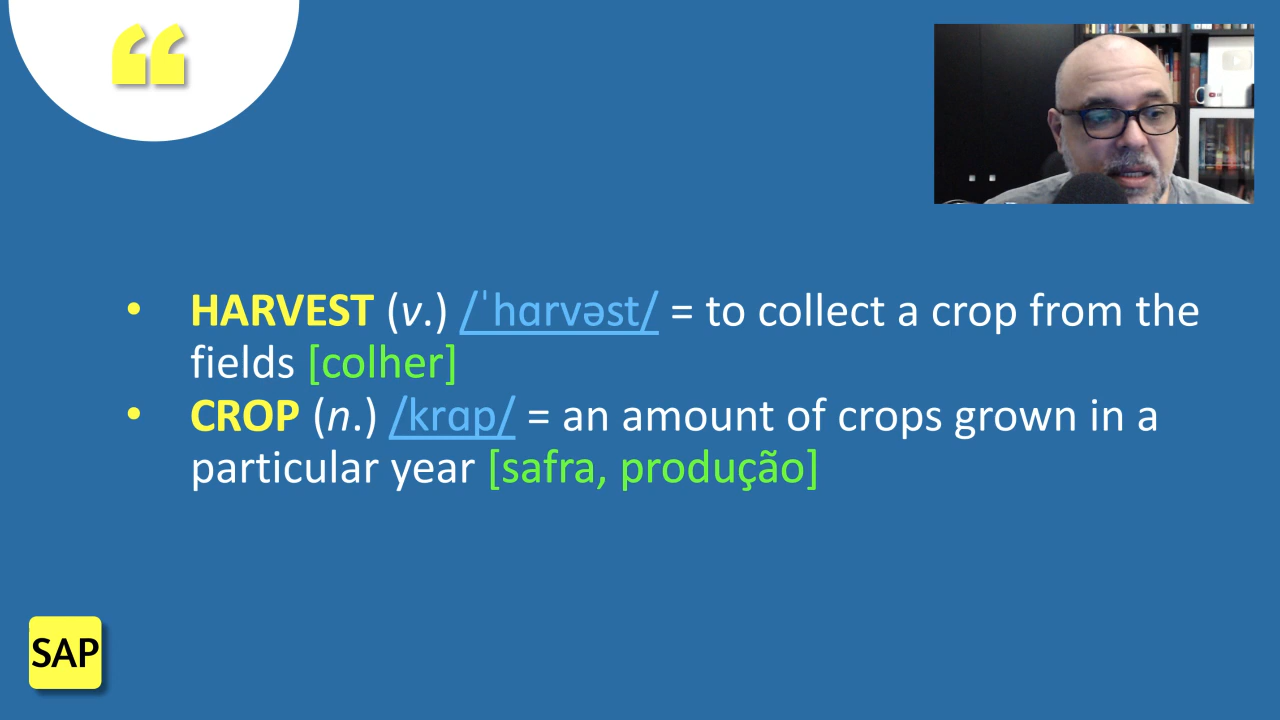 “
• HARVEST (v.) /ˈhɑrvəst/ = to collect a crop from the
fields [colher]
• CROP (n.) /krɑp/ = an amount of crops grown in a
particular year [safra, produção]
SAP